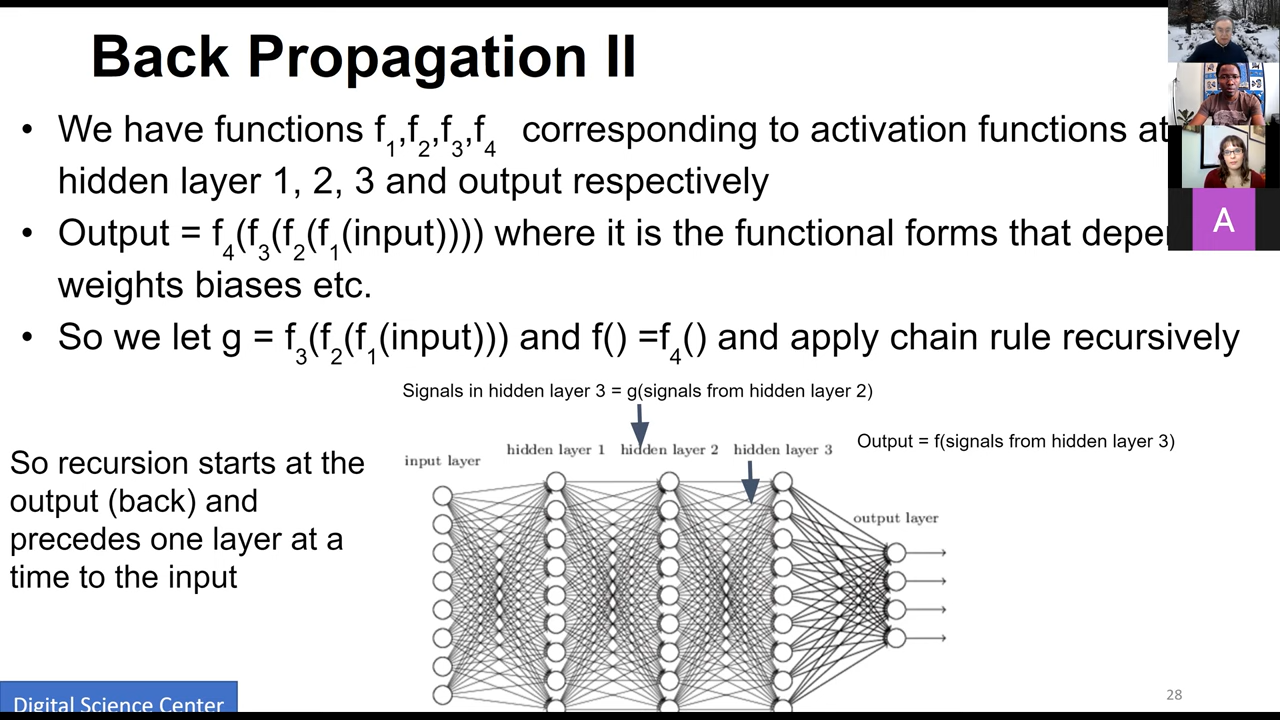 Back Propagation II
• We have functions f1,f2,f3,f4 corresponding to activation functions at
hidden layer 1, 2, 3 and output respectively
• Output = f4(f3(f2(f1(input)))) where it is the functional forms that depen
weights biases etc.
• So we let g = f3(f2(f1(input))) and f() =f4() and apply chain rule recursively
Signals in hidden layer 3 = g(signals from hidden layer 2)
Output = f(signals from hidden layer 3)
So recursion starts at the
output (back) and
precedes one layer at a
time to the input
input layer
hidden layer 1 hidden layer 2 hidden layer 3
output layer
Digital Science Center
28
A